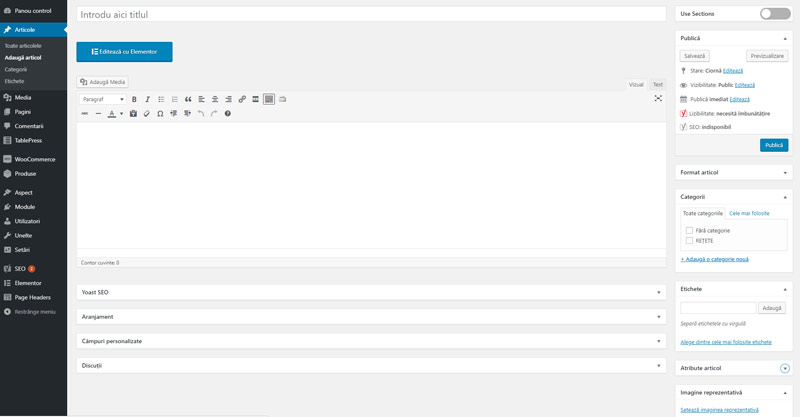 Panou control
Articole
Toate articolele
Adaugă articol
Categorii
Etichete
Media
Pagini
Comentarii
TablePress
WooCommerce
Produse
Aspect
Module
Utilizatori
Unelte
Setări
SEO 2
Elementor
Page Headers
Restrânge meniu
Introdu aici titlul
Editează cu Elementor
Adaugă Media
Vizual Text
Paragraf
B I
ABC A
Contor cuvinte: 0
Yoast SEO
Aranjament
Câmpuri personalizate
Discuții
Use Sections
Publică
Salvează Previzualizare
Stare: Ciornă Editează
Vizibilitate: Public Editează
Publică imediat Editează
Lizibilitate: necesită îmbunătățire
SEO: indisponibil
Publică
Format articol
Categorii
Toate categoriile Cele mai folosite
Fără categorie
REȚETE
+ Adaugă o categorie nouă
Etichete
Adaugă
Separă etichetele cu virgulă
Alege dintre cele mai folosite etichete
Atribute articol
Imagine reprezentativă
Setează imaginea reprezentativă